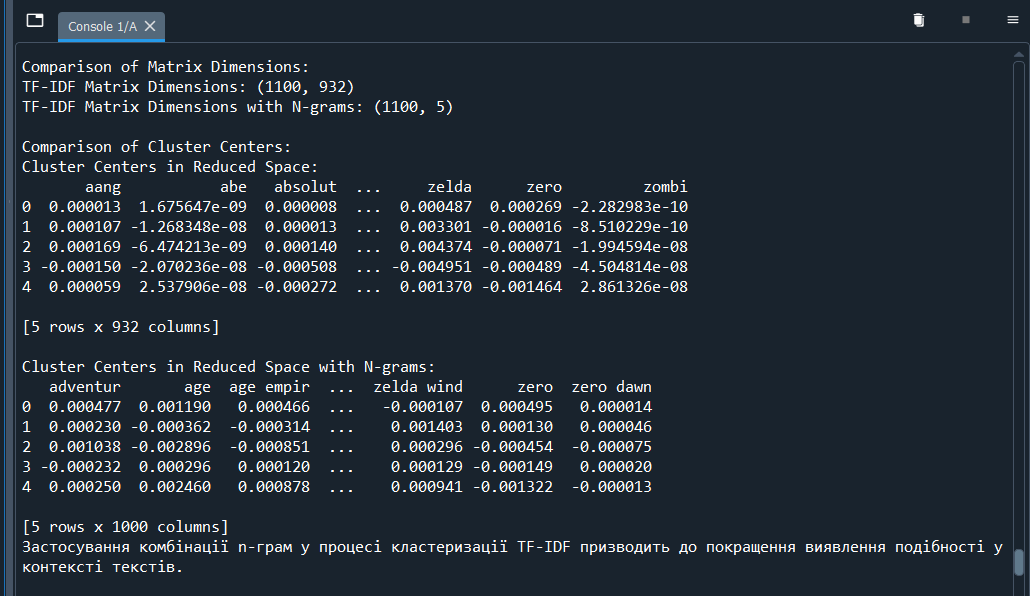 Console 1/A
Comparison of Matrix Dimensions:
TF-IDF Matrix Dimensions: (1100, 932)
TF-IDF Matrix Dimensions with N-grams: (1100, 5)
Comparison of Cluster Centers:
Cluster Centers in Reduced Space:
aang abe absolut ... zelda zero zombi
0 0.000013 1.675647e-09 0.000008 ... 0.000487 0.000269 -2.282983e-10
1 0.000107 -1.268348e-08 0.000013 ... 0.003301 -0.000016 -8.510229e-10
2 0.000169 -6.474213e-09 0.000140 ... 0.004374 -0.000071 -1.994594e-08
3 -0.000150 -2.070236e-08 -0.000508 ... -0.004951 -0.000489 -4.504814e-08
4 0.000059 2.537906e-08 -0.000272 ... 0.001370 -0.001464 2.861326e-08
[5 rows x 932 columns]
Cluster Centers in Reduced Space with N-grams:
adventur age age empir ... zelda wind zero zero dawn
0 0.000477 0.001190 0.000466 ... -0.000107 0.000495 0.000014
1 0.000230 -0.000362 -0.000314 ... 0.001403 0.000130 0.000046
2 0.001038 -0.002896 -0.000851 ... 0.000296 -0.000454 -0.000075
3 -0.000232 0.000296 0.000120 ... 0.000129 -0.000149 0.000020
4 0.000250 0.002460 0.000878 ... 0.000941 -0.001322 -0.000013
[5 rows x 1000 columns]
Застосування комбінації n-грам у процесі кластеризації TF-IDF призводить до покращення виявлення подібності у
контексті текстів.